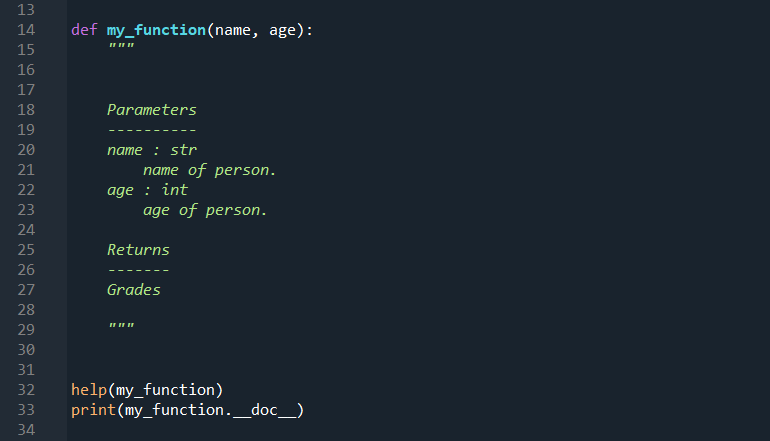 13
14 def my_function(name, age):
15     """
16
17
18     Parameters
19     ----------
20     name : str
21         name of person.
22     age : int
23         age of person.
24
25     Returns
26     -------
27     Grades
28
29     """
30
31
32 help(my_function)
33 print(my_function.__doc__)
34